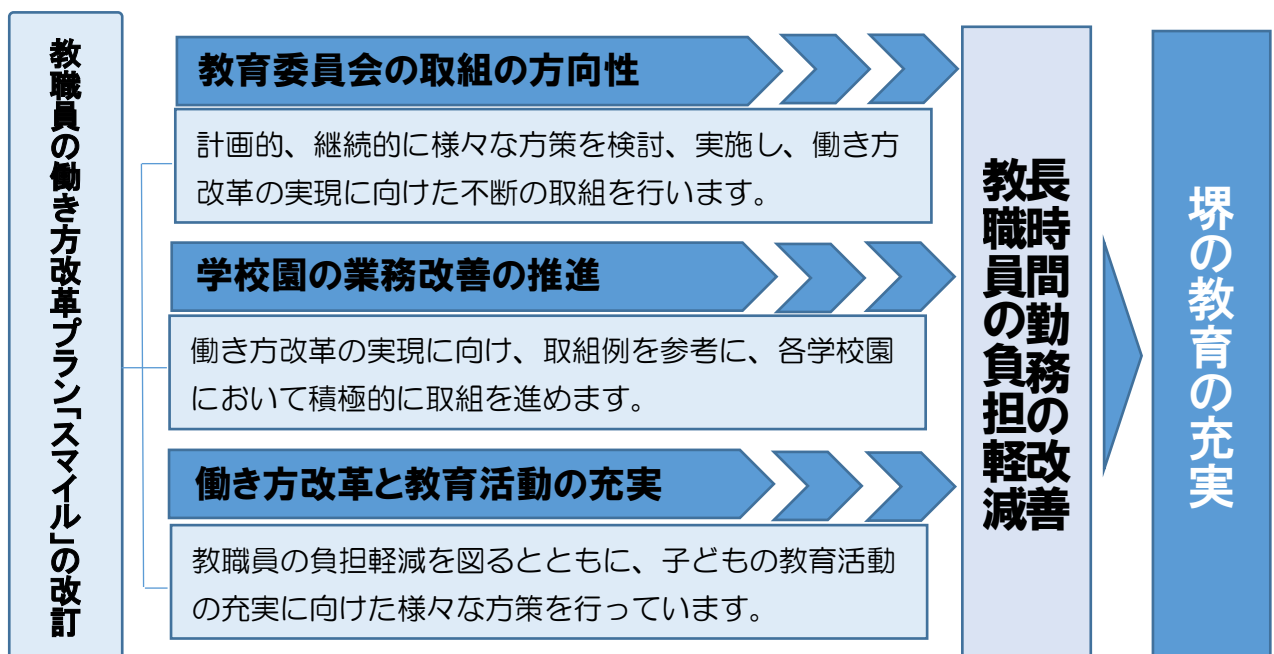 教職員の働き方改革プラン「スマイル」の改訂
教育委員会の取組の方向性
計画的、継続的に様々な方策を検討、実施し、働き方
改革の実現に向けた不断の取組を行います。
学校園の業務改善の推進
働き方改革の実現に向け、取組例を参考に、各学校園
において積極的に取組を進めます。
働き方改革と教育活動の充実
教職員の負担軽減を図るとともに、子どもの教育活動
の充実に向けた様々な方策を行っています。
長時間勤務の改善
教職員の負担軽減
堺の教育の充実